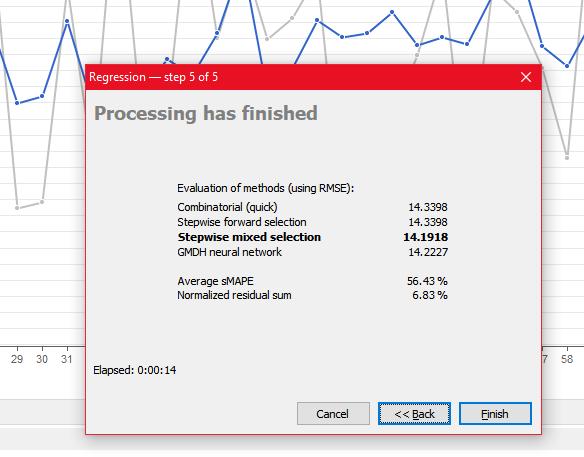 Regression — step 5 of 5
Processing has finished
Evaluation of methods (using RMSE):
Combinatorial (quick) 14.3398
Stepwise forward selection 14.3398
Stepwise mixed selection 14.1918
GMDH neural network 14.2227
Average sMAPE 56.43 %
Normalized residual sum 6.83 %
29 30 31 7 58
Elapsed: 0:00:14
Cancel << Back Finish